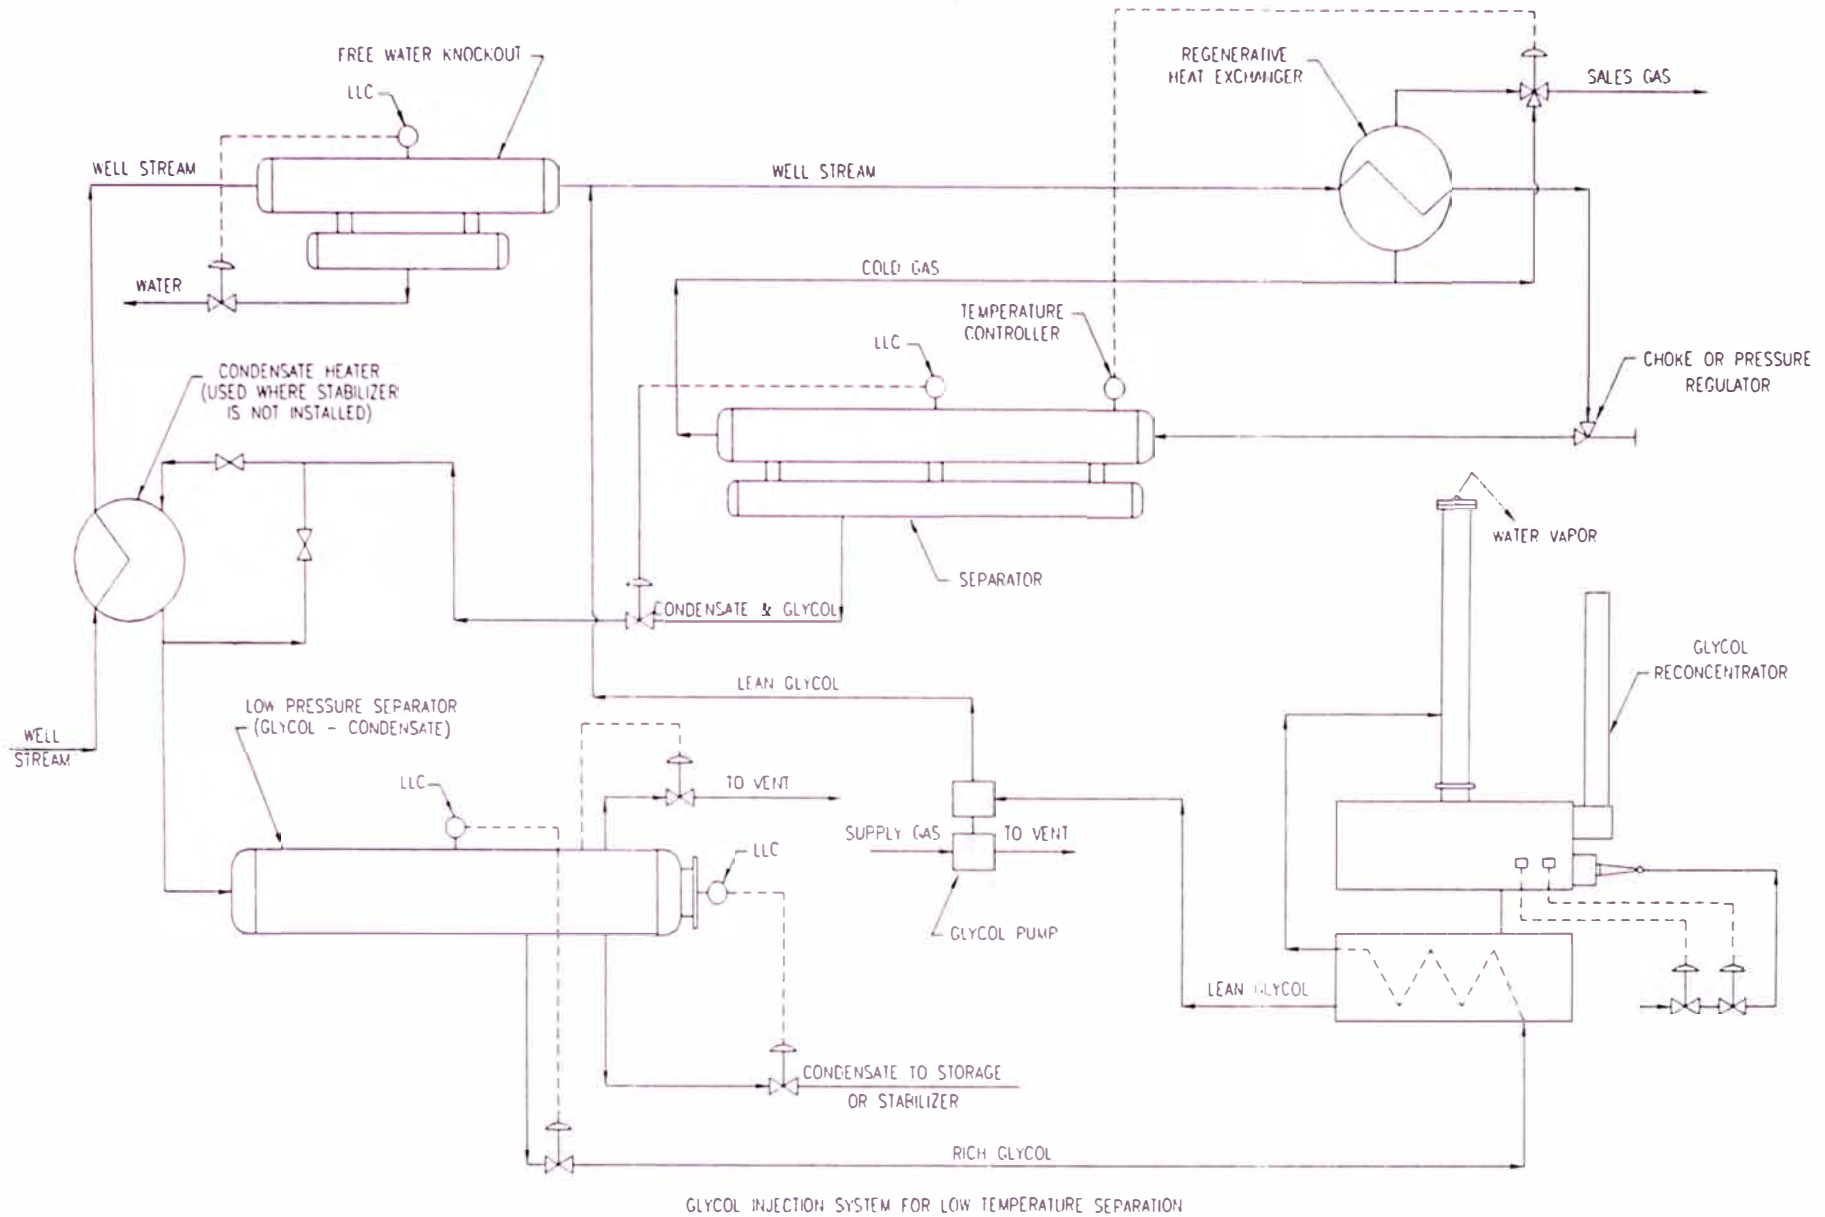 FREE WATER KNOCKOUT
LLC
REGENERATIVE
HEAT EXCHANGER
SALES GAS
WELL STREAM
WELL STREAM
COLD GAS
WATER
TEMPERATURE
CONTROLLER
LLC
CHOKE OR PRESSURE
REGULATOR
CONDENSATE HEATER
(USED WHERE STABILIZER
IS NOT INSTALLED)
WATER VAPOR
SEPARATOR
CONDENSATE & GLYCOL
GLYCOL
RECONCENTRATOR
LEAN GLYCOL
LOW PRESSURE SEPARATOR
(GLYCOL - CONDENSATE)
WELL
STREAM
LLC
TO VENT
SUPPLY GAS
TO VENT
LLC
GLYCOL PUMP
LEAN GLYCOL
CONDENSATE TO STORAGE
OR STABILIZER
RICH GLYCOL
GLYCOL INJECTION SYSTEM FOR LOW TEMPERATURE SEPARATION